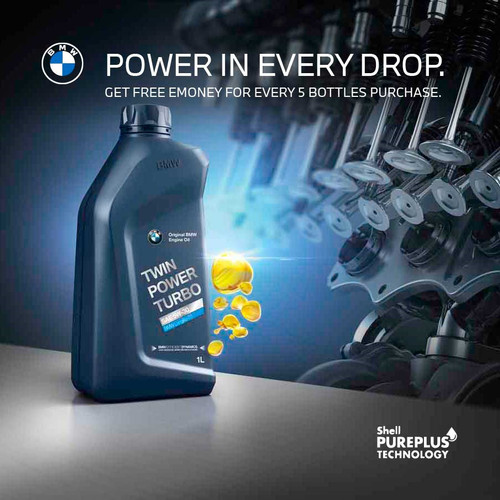 BMW
POWER IN EVERY DROP.
GET FREE EMONEY FOR EVERY 5 BOTTLES PURCHASE.
BMW
Original BMW
Engine Oil
TWIN
POWER
TURBO
1L
Shell
PUREPLUS
TECHNOLOGY